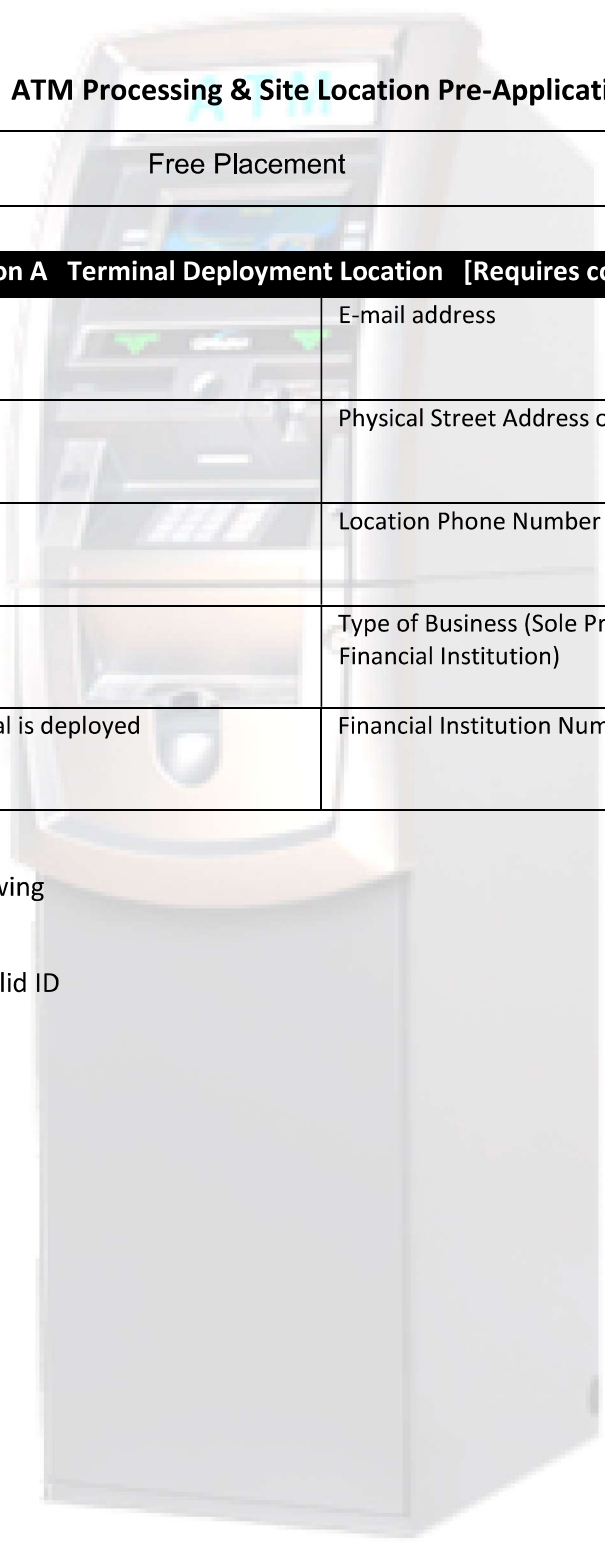 ATM
ATM Processing & Site Location Pre-Applicati
Free Placement
on A Terminal Deployment Location [Requires co
E-mail address
Physical Street Address o
Location Phone Number
Type of Business (Sole Pr
Financial Institution)
al is deployed
Financial Institution Num
wing
lid ID